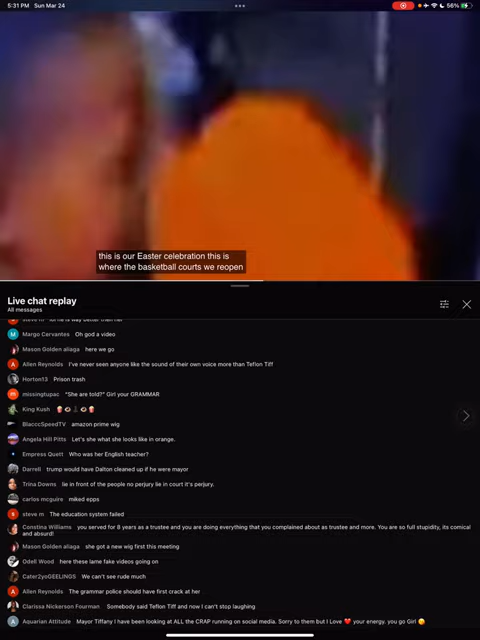 5:31 PM Sun Mar 24
56%
this is our Easter celebration this is
where the basketball courts we reopen
Live chat replay
All messages
Margo Cervantes Oh god a video
Mason Golden aliaga here we go
Allen Reynolds I've never seen anyone like the sound of their own voice more than Teflon Tiff
Horton13 Prison trash
missingtupac "She are told?" Girl your GRAMMAR
King Kush
BlacccSpeedTV amazon prime wig
Angela Hill Pitts Let's she what she looks like in orange.
Empress Quett Who was her English teacher?
Darrell trump would have Dalton cleaned up if he were mayor
Trina Downs lie in front of the people no perjury lie in court it's perjury.
carlos mcguire miked epps
steve m The education system failed
Constina Williams you served for 8 years as a trustee and you are doing everything that you complained about as trustee and more. You are so full stupidity, its comical
and absurd!
Mason Golden aliaga she got a new wig first this meeting
Odell Wood here these lame fake videos going on
Cater2yoGEELINGS We can't see rude much
Allen Reynolds The grammar police should have first crack at her
Clarissa Nickerson Fourman Somebody said Teflon Tiff and now I can't stop laughing
Aquarian Attitude Mayor Tiffany I have been looking at ALL the CRAP running on social media. Sorry to them but I Love ❤️ your energy. you go Girl